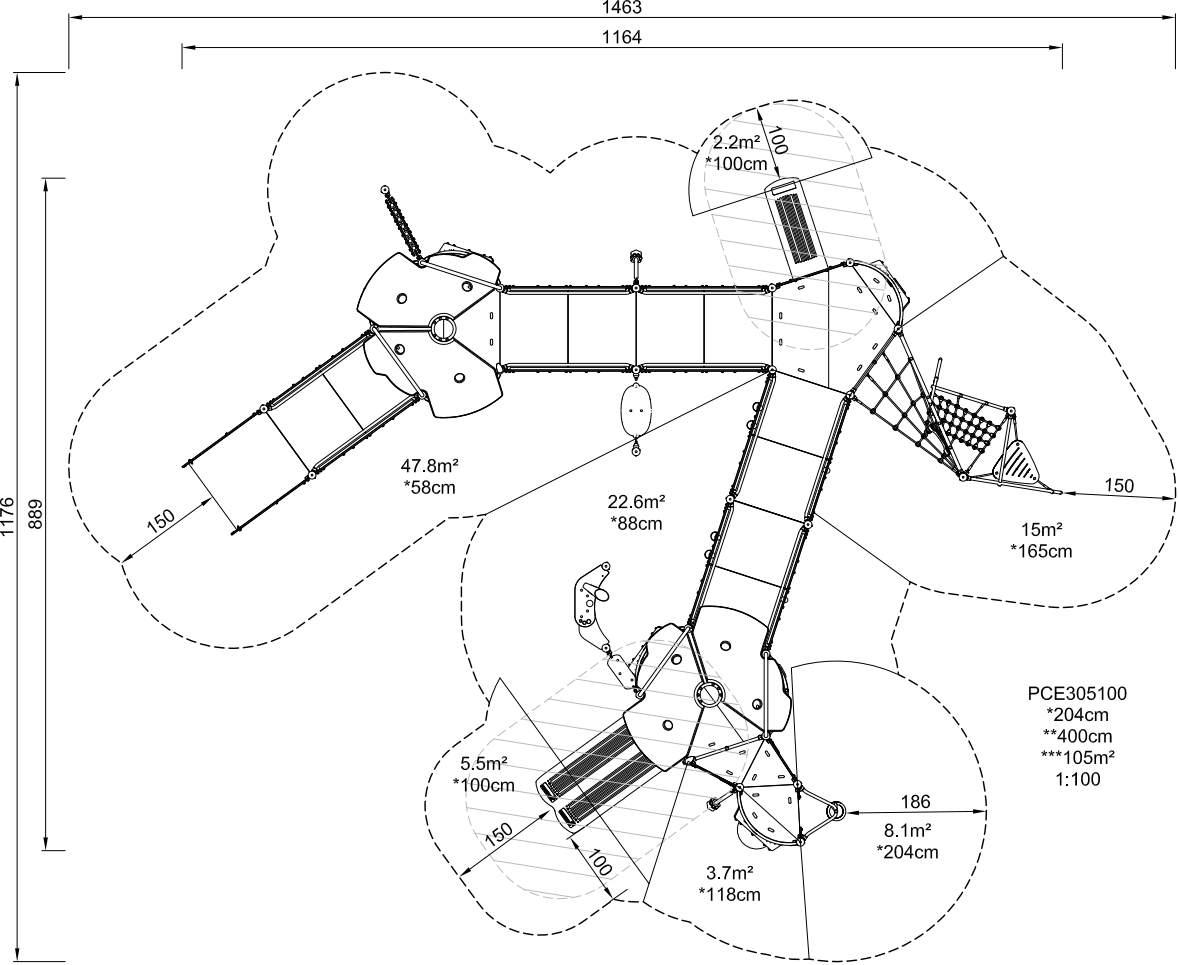 1463
1164
1176
889
2.2m²
*100cm
100
47.8m²
*58cm
150
22.6m²
*88cm
150
15m²
*165cm
PCE305100
*204cm
**400cm
***105m²
1:100
5.5m²
*100cm
150
100
186
8.1m²
*204cm
3.7m²
*118cm